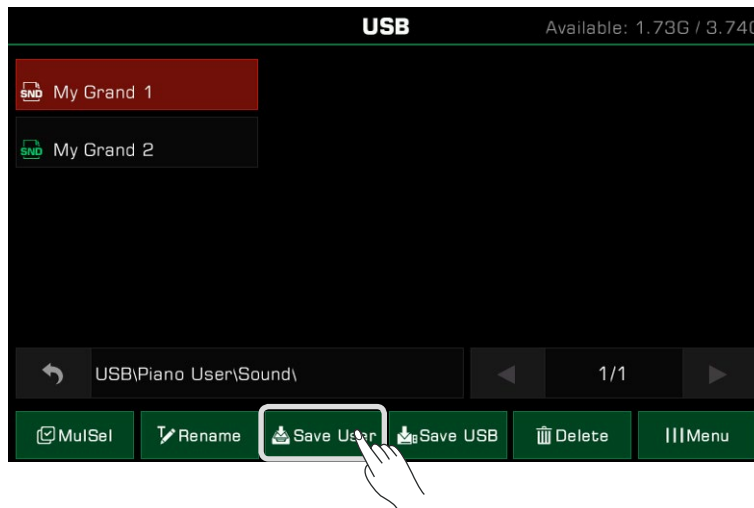 USB
Available: 1.73G / 3.74G
SND My Grand 1
SND My Grand 2
USB\Piano User\Sound\
1/1
MulSel Rename Save User Save USB Delete Menu